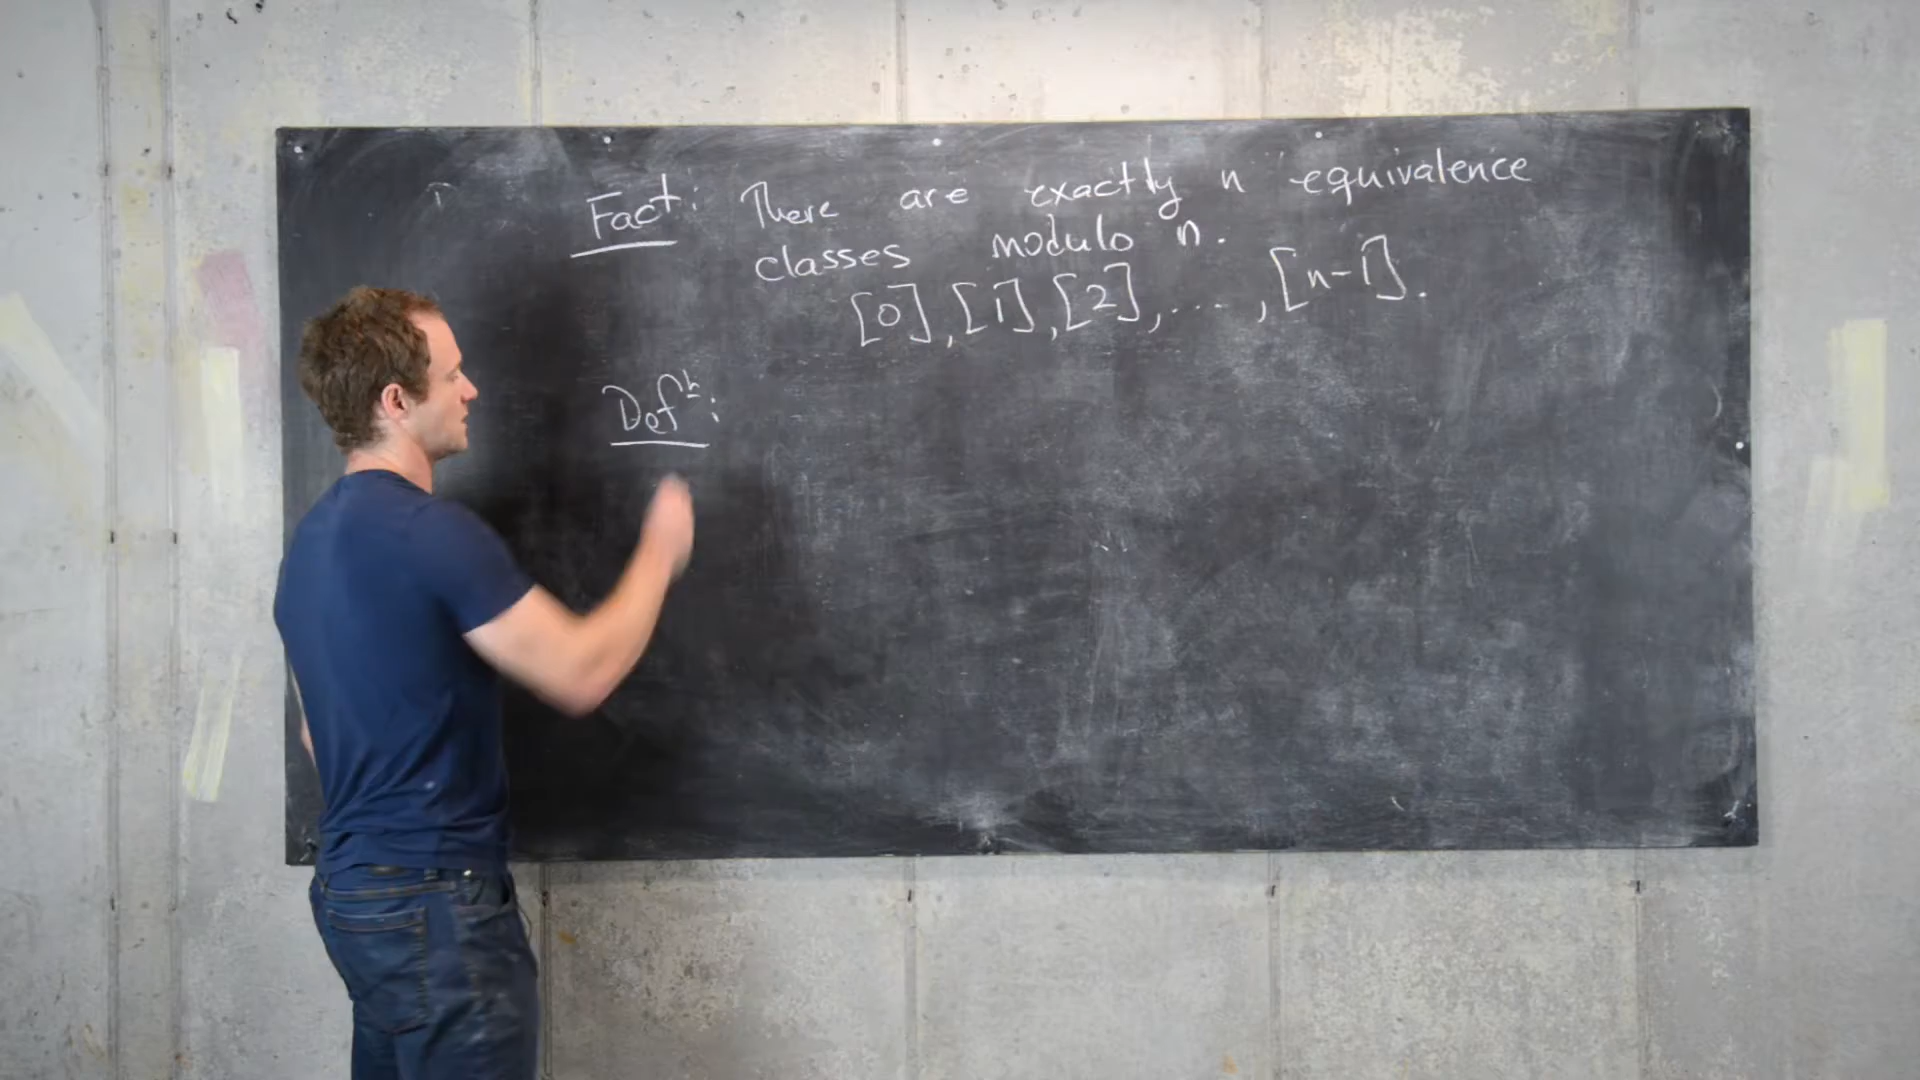 Fact: There are exactly n equivalence
classes modulo n.
[0], [1], [2], ..., [n-1].
Defⁿ: